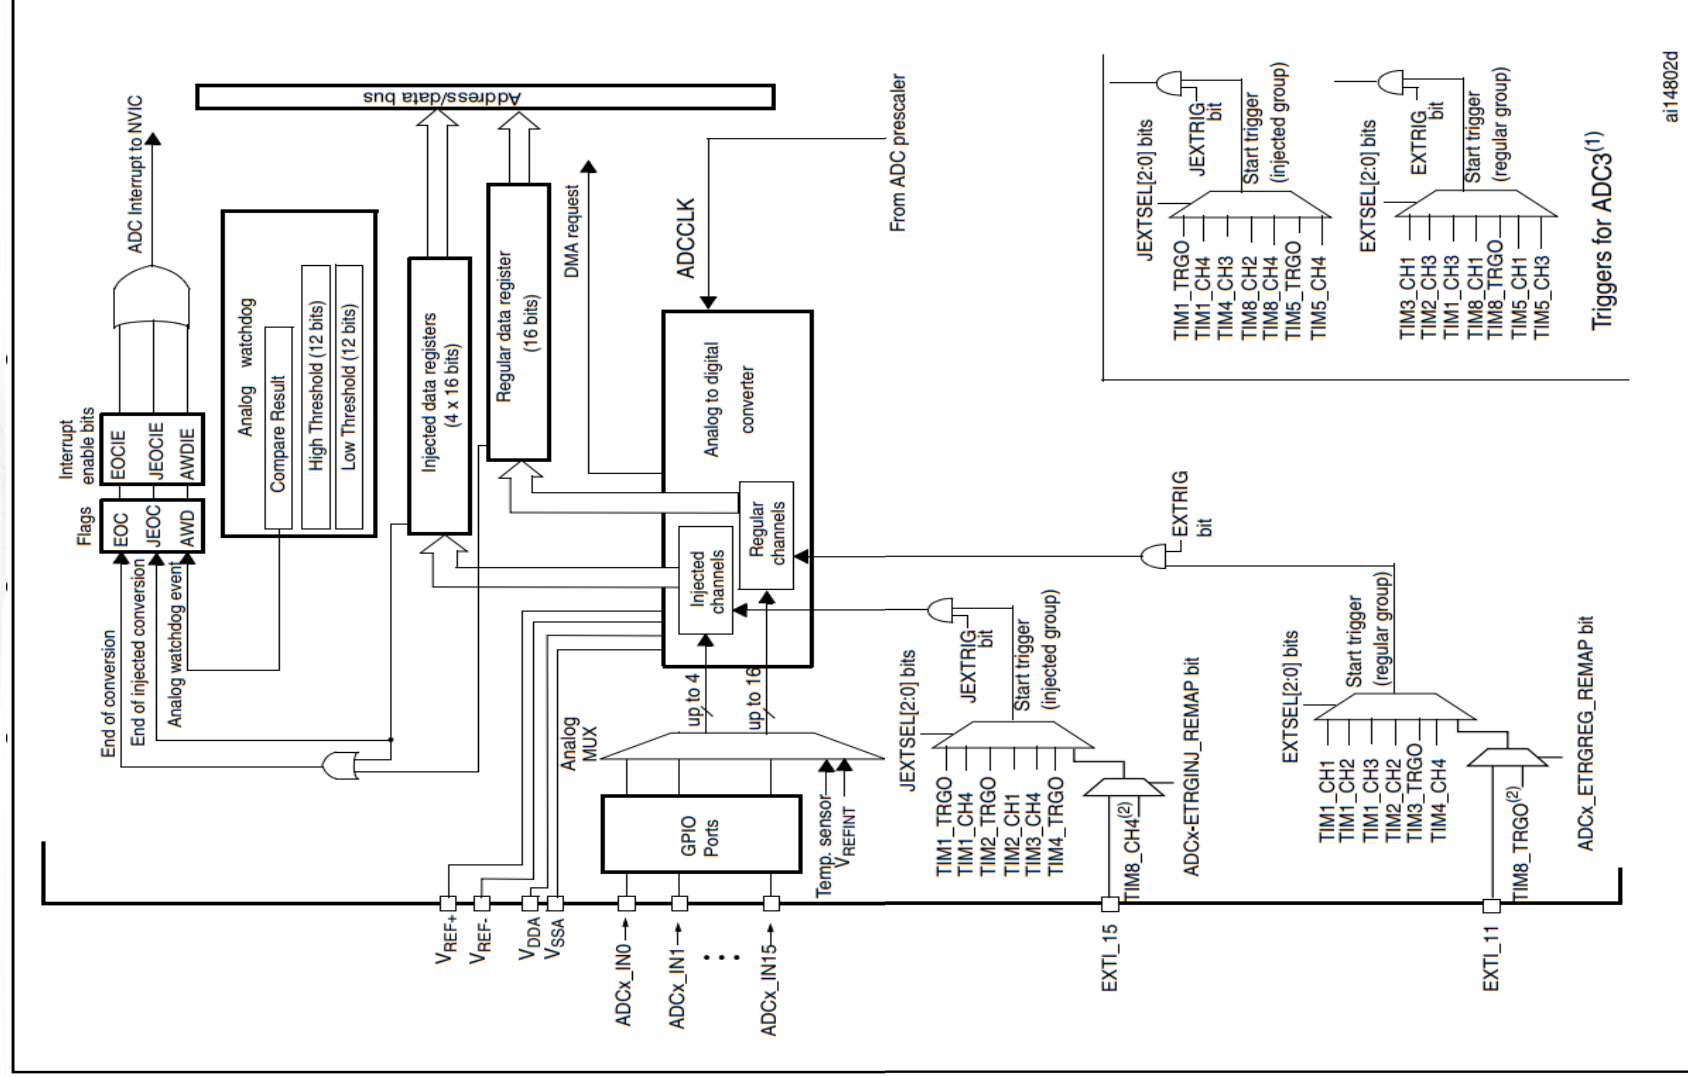 Flags
Interrupt
enable bits
EOC
JEOC
AWD
EOCIE
JEOCIE
AWDIE
ADC Interrupt to NVIC
End of conversion
End of injected conversion
Analog watchdog event
Analog watchdog
Compare Result
High Threshold (12 bits)
Low Threshold (12 bits)
Address/data bus
Injected data registers
(4 x 16 bits)
Regular data register
(16 bits)
DMA request
VREF+
VREF-
VDDA
VSSA
Analog
MUX
ADCx_IN0
ADCx_IN1
ADCx_IN15
GPIO
Ports
up to 4
up to 16
Injected
channels
Regular
channels
Analog to digital
converter
ADCCLK
From ADC prescaler
Temp. sensor
VREFINT
JEXTSEL[2:0] bits
TIM1_TRGO
TIM1_CH4
TIM2_TRGO
TIM2_CH1
TIM3_CH4
TIM4_TRGO
JEXTRIG
bit
Start trigger
(injected group)
EXTI_15
TIM8_CH4(2)
ADCx-ETRGINJ_REMAP bit
EXTRIG
bit
EXTSEL[2:0] bits
TIM1_CH1
TIM1_CH2
TIM1_CH3
TIM2_CH2
TIM3_TRGO
TIM4_CH4
Start trigger
(regular group)
EXTI_11
TIM8_TRGO(2)
ADCx_ETRGREG_REMAP bit
JEXTSEL[2:0] bits
TIM1_TRGO
TIM1_CH4
TIM4_CH3
TIM8_CH2
TIM8_CH4
TIM5_TRGO
TIM5_CH4
JEXTRIG
bit
Start trigger
(injected group)
EXTSEL[2:0] bits
TIM3_CH1
TIM2_CH3
TIM1_CH3
TIM8_CH1
TIM8_TRGO
TIM5_CH1
TIM5_CH3
EXTRIG
bit
Start trigger
(regular group)
Triggers for ADC3(1)
ai14802d